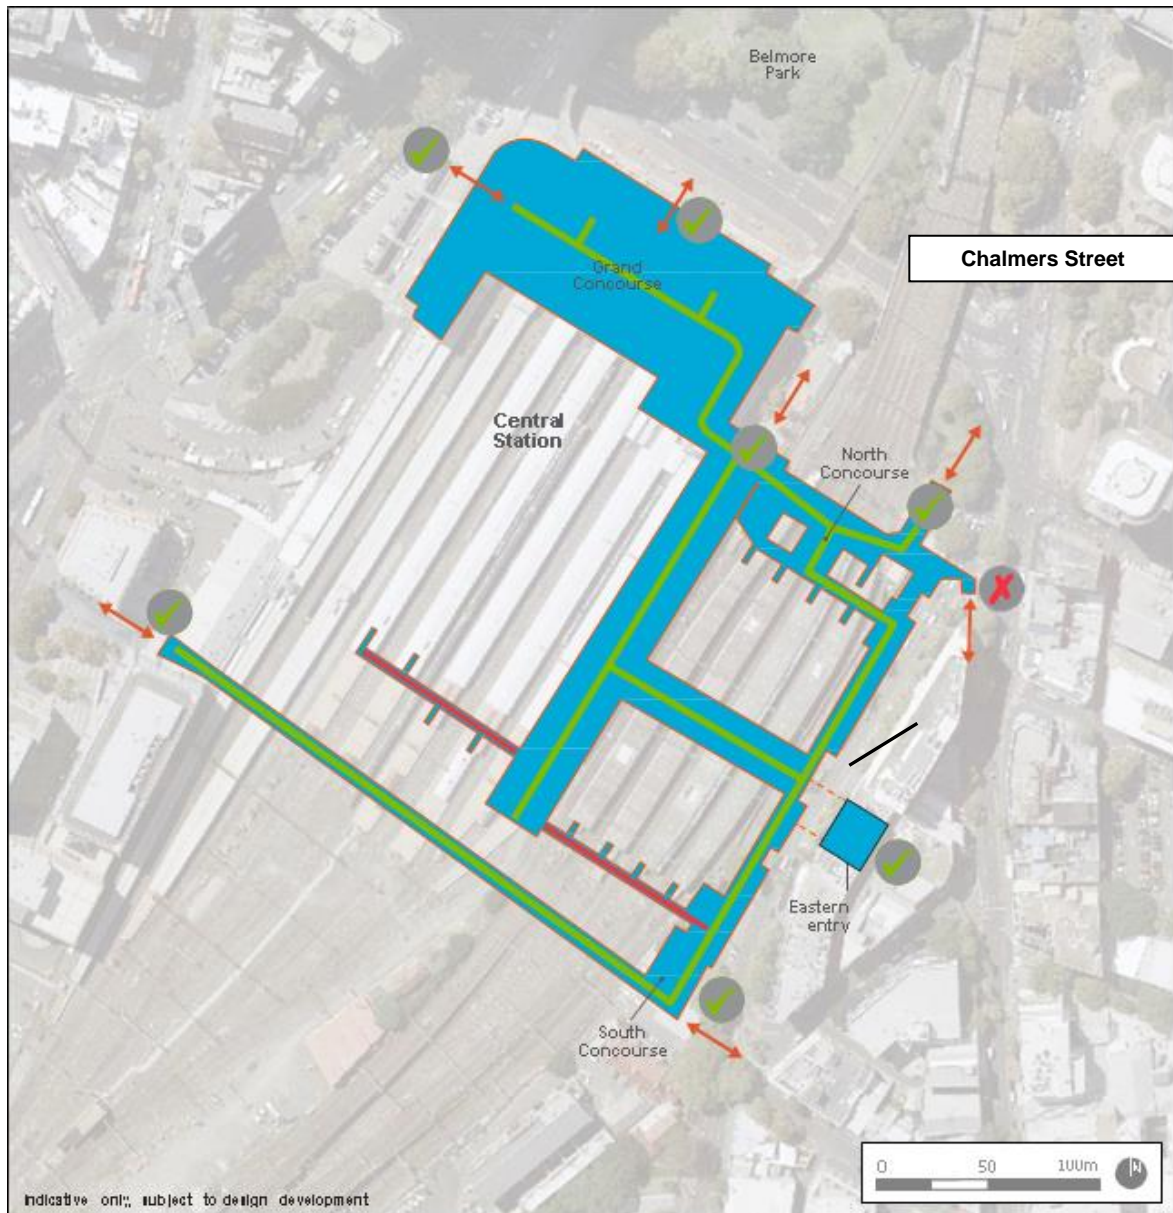 Belmore
Park
Chalmers Street
Grand
Concourse
Central
Station
North
Concourse
Eastern
entry
South
Concourse
0 50 100m
N
Indicative only, subject to design development